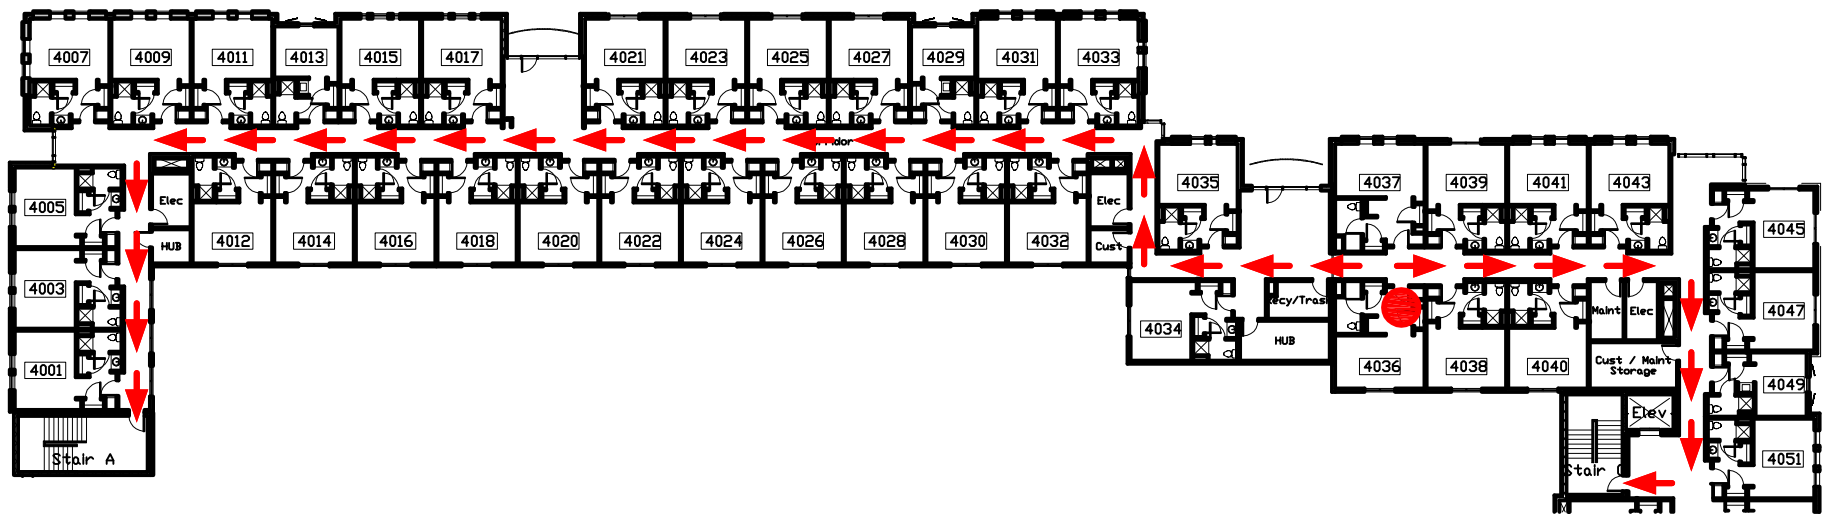 4007 4009 4011 4013 4015 4017 4021 4023 4025 4027 4029 4031 4033
4005 Elec 4012 4014 4016 4018 4020 4022 4024 4026 4028 4030 4032 Elec 4035 4037 4039 4041 4043 4045
HUB Cust
4003 4034 HUB Maint Elec 4047
4001 4036 4038 4040 Cust / Maint
Storage 4049
Elev
Stair A Stair 4051